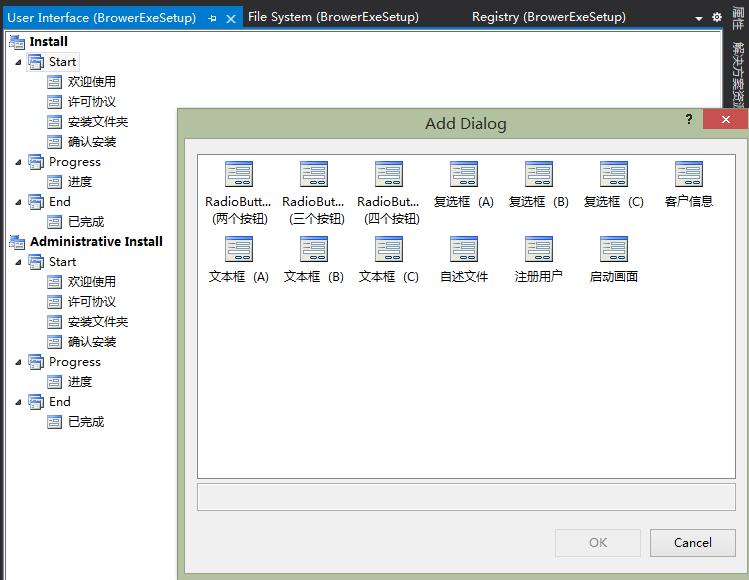 User Interface (BrowerExeSetup)
File System (BrowerExeSetup)
Registry (BrowerExeSetup)
属性
解决方案资源
Install
Start
欢迎使用
许可协议
安装文件夹
确认安装
Progress
进度
End
已完成
Administrative Install
Start
欢迎使用
许可协议
安装文件夹
确认安装
Progress
进度
End
已完成
Add Dialog
?
RadioButt...
(两个按钮)
RadioBut...
(三个按钮)
RadioBut...
(四个按钮)
复选框 (A)
复选框 (B)
复选框 (C)
客户信息
文本框 (A)
文本框 (B)
文本框 (C)
自述文件
注册用户
启动画面
OK
Cancel